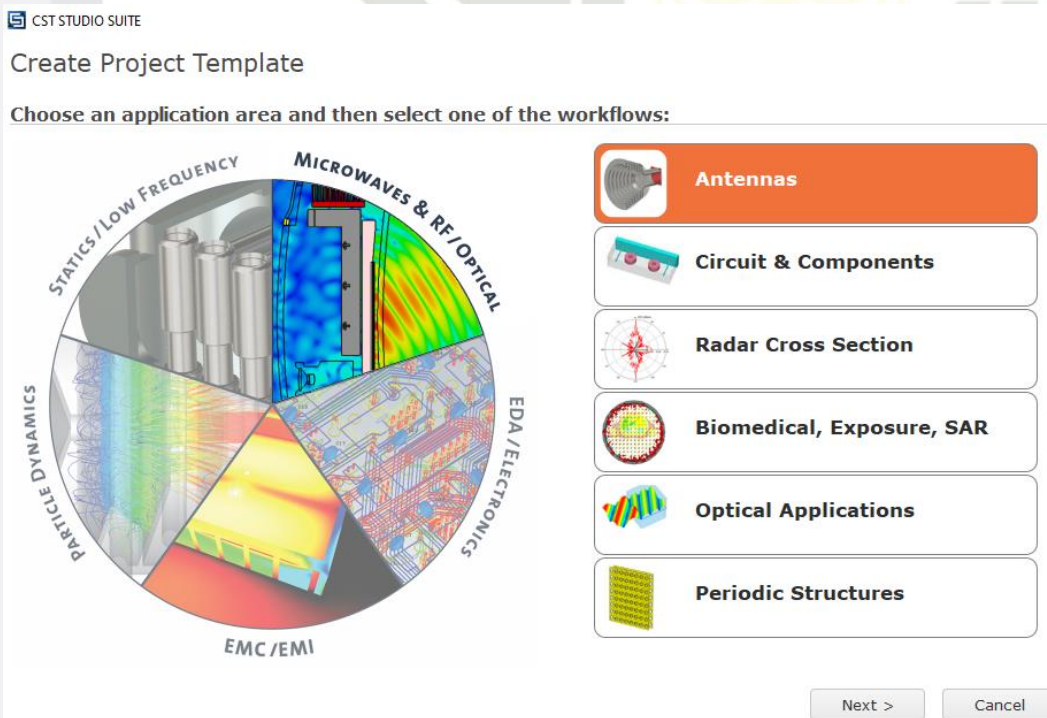 CST STUDIO SUITE
Create Project Template
Choose an application area and then select one of the workflows:
STATICS/LOW FREQUENCY
MICROWAVES & RF/OPTICAL
EDA/ELECTRONICS
EMC/EMI
PARTICLE DYNAMICS
Antennas
Circuit & Components
Radar Cross Section
Biomedical, Exposure, SAR
Optical Applications
Periodic Structures
Next >
Cancel